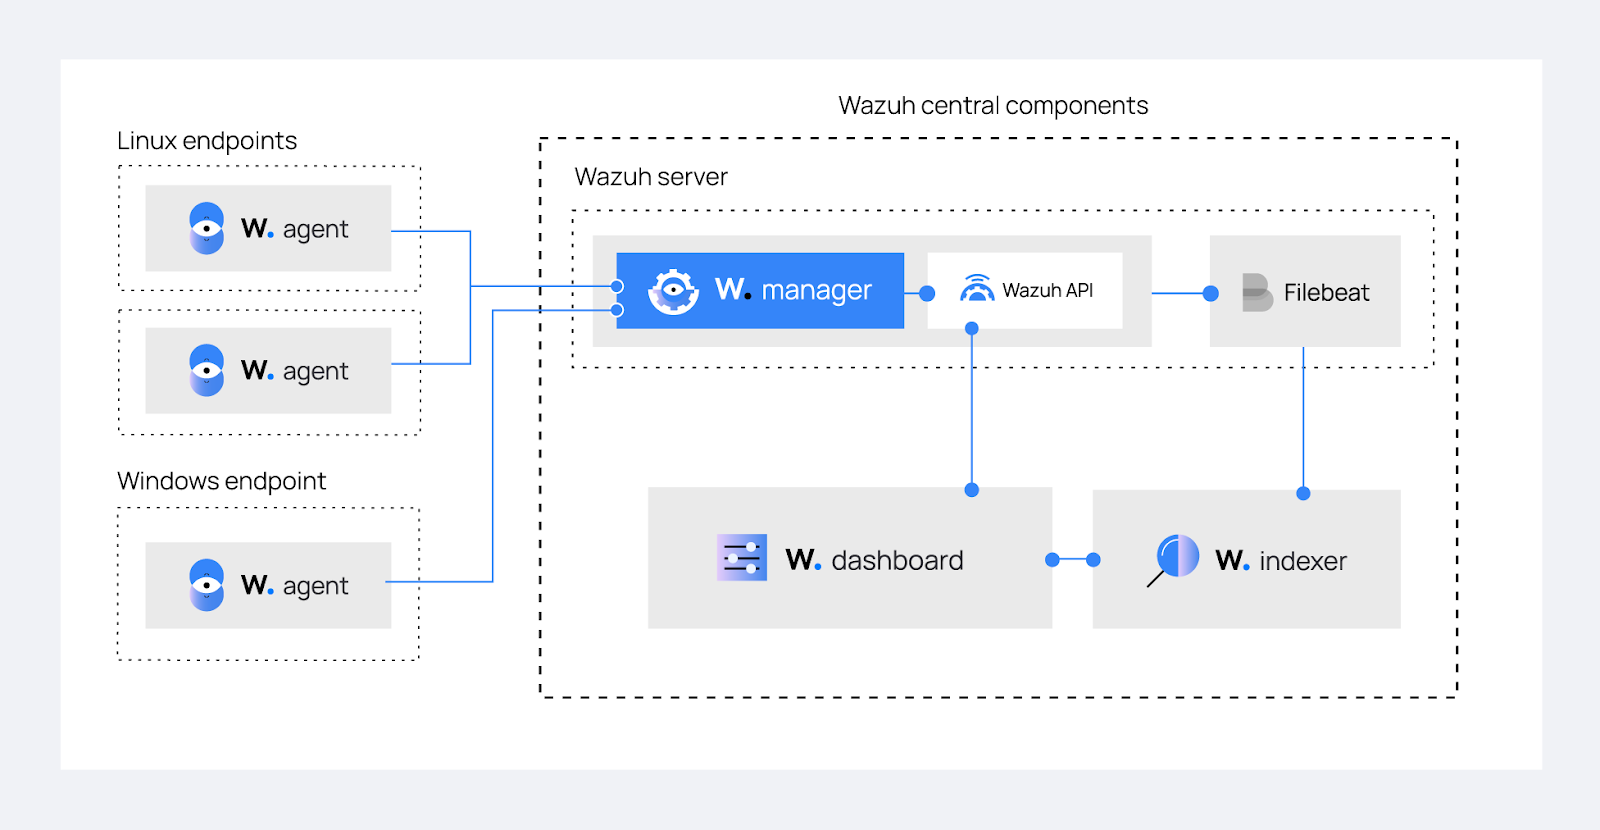 Wazuh central components
Linux endpoints
Wazuh server
W. agent
W. manager
Wazuh API
Filebeat
W. agent
Windows endpoint
W. dashboard
W. indexer
W. agent